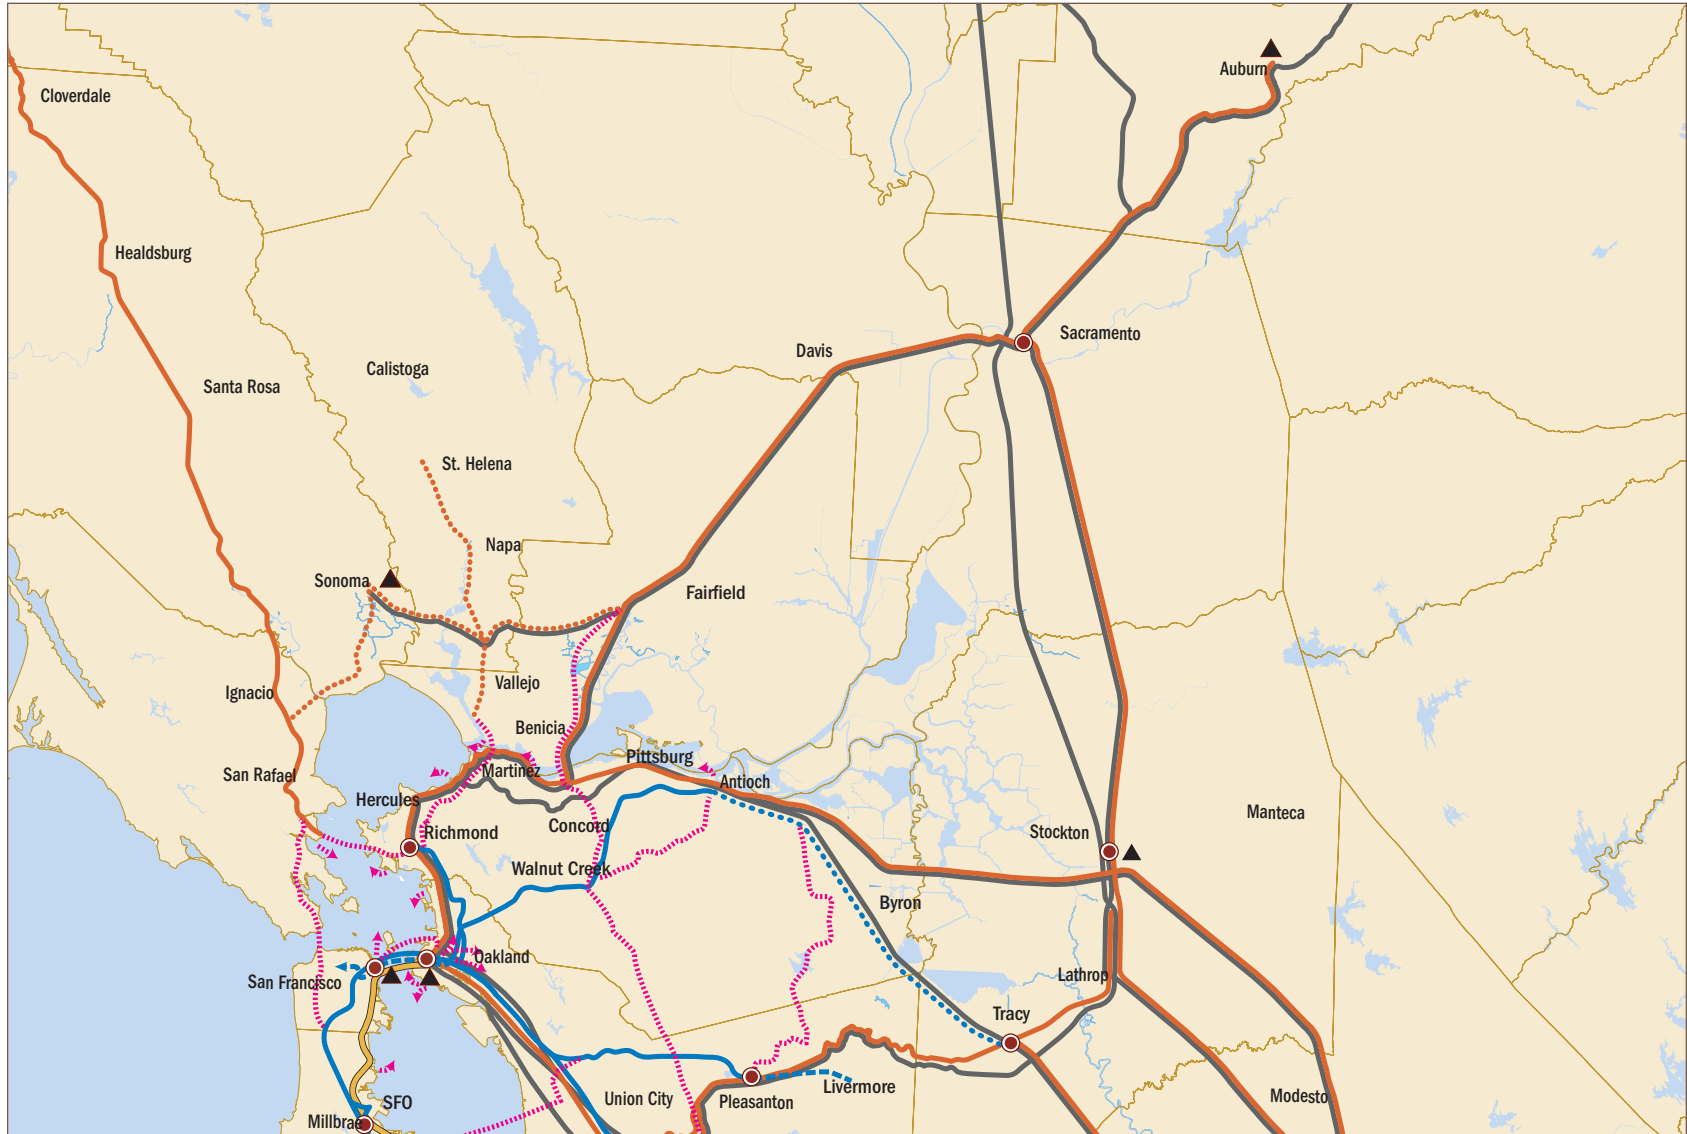 Auburn
Cloverdale
Healdsburg
Sacramento
Davis
Calistoga
Santa Rosa
St. Helena
Napa
Sonoma
Fairfield
Vallejo
Ignacio
Benicia
Pittsburg
Martinez
San Rafael
Antioch
Hercules
Manteca
Concord
Richmond
Stockton
Walnut Creek
Byron
Oakland
Lathrop
San Francisco
Tracy
Livermore
SFO
Union City
Pleasanton
Modesto
Millbrae